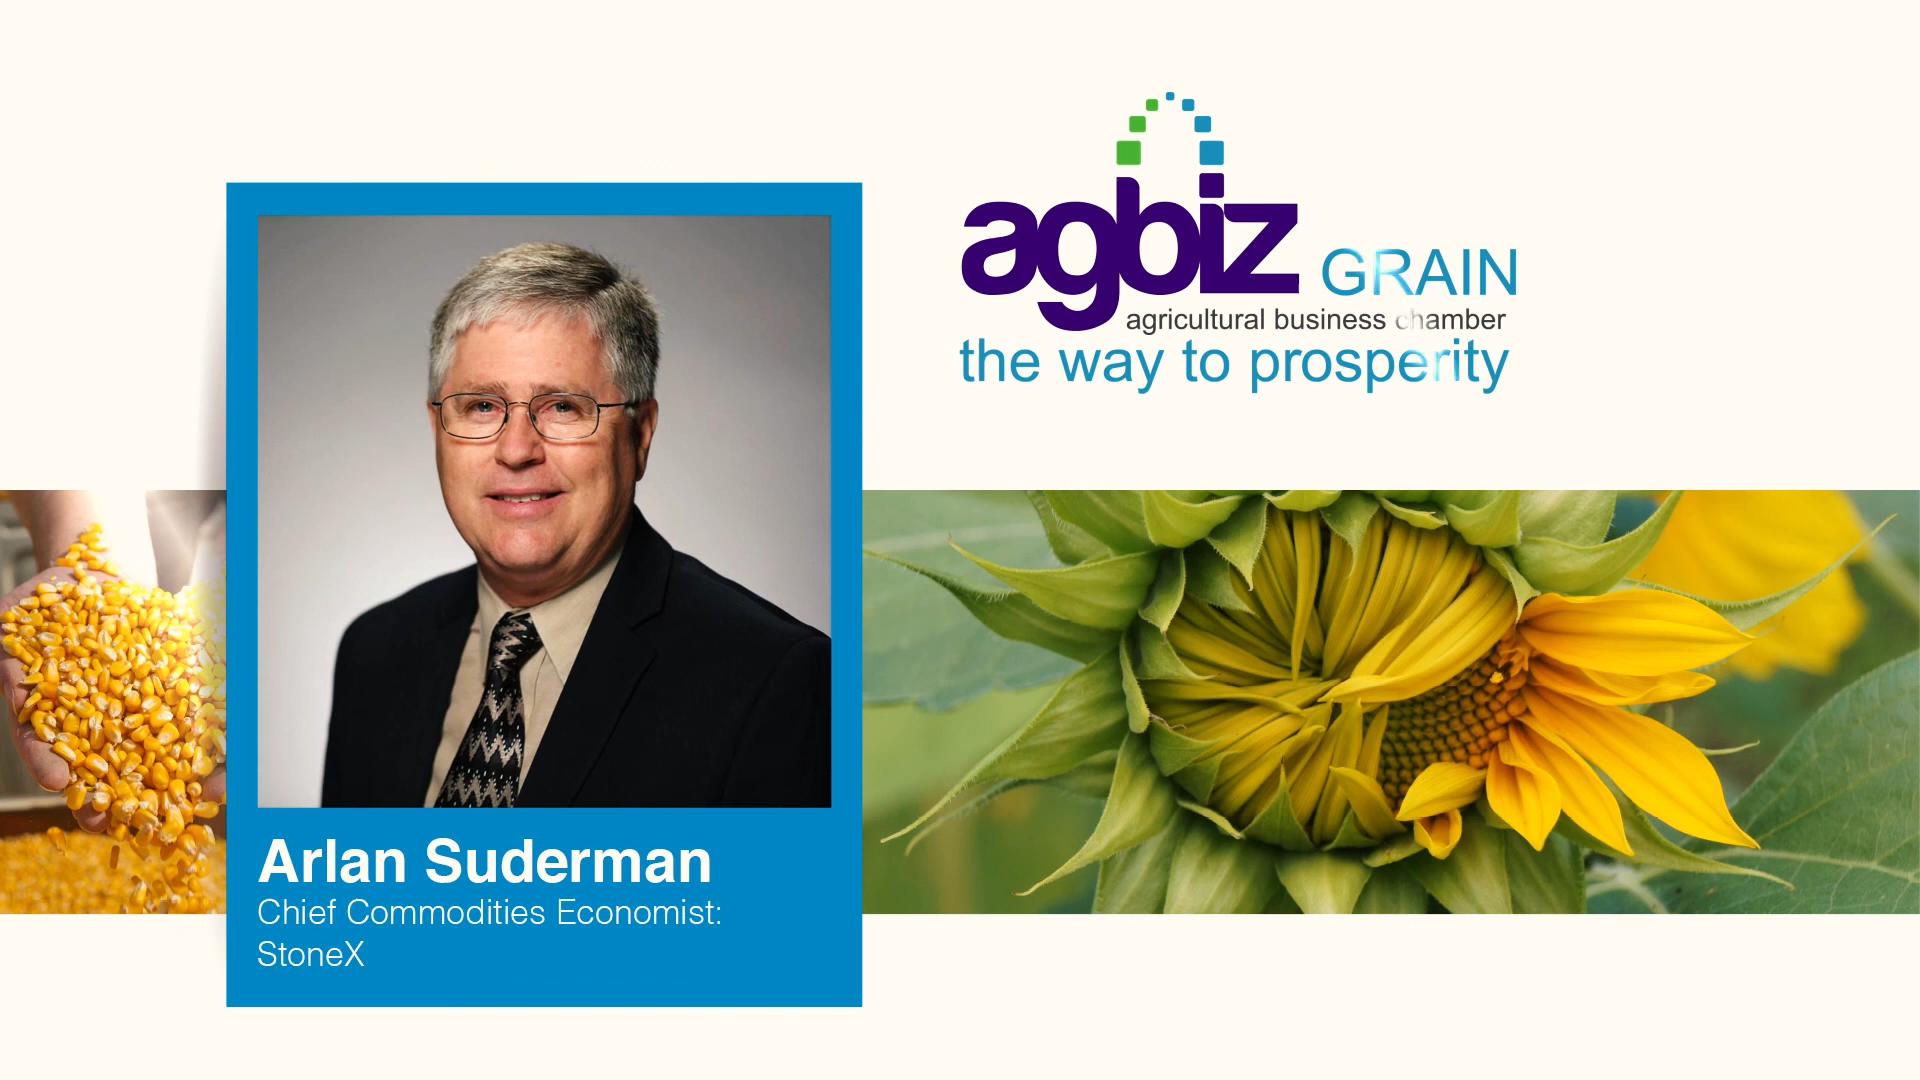 agbiz GRAIN
agricultural business chamber
the way to prosperity
Arlan Suderman
Chief Commodities Economist:
StoneX